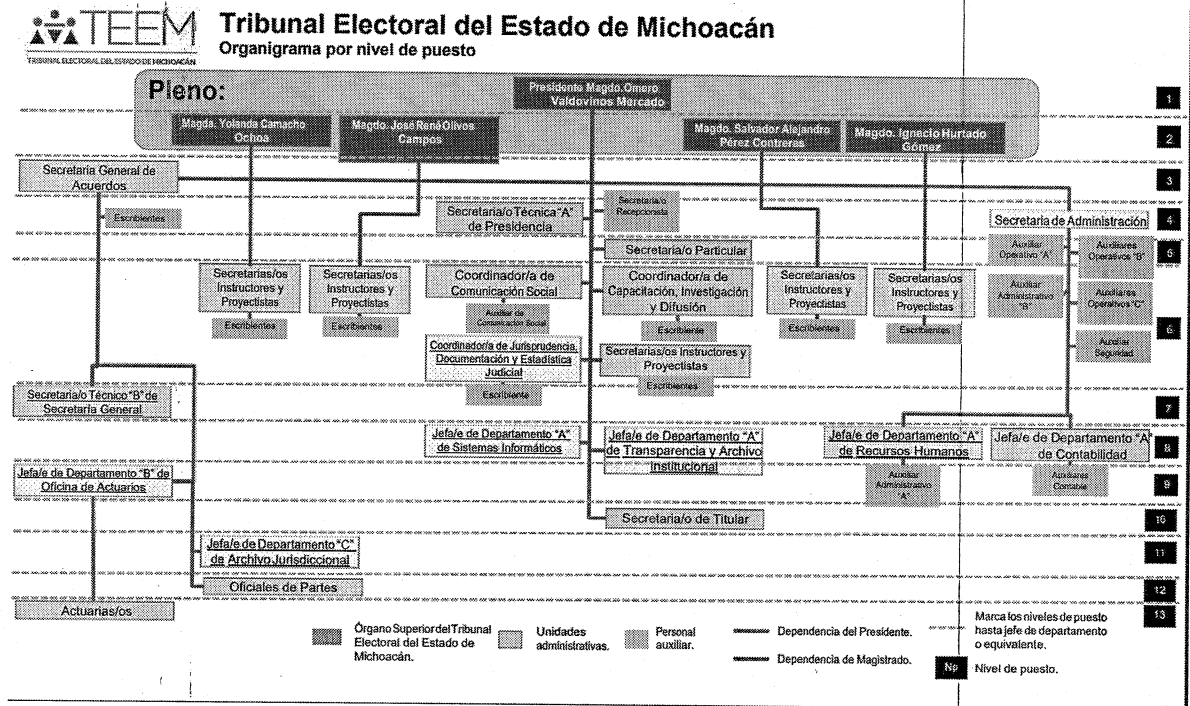 TEEM
TRIBUNAL ELECTORAL DEL ESTADO DE MICHOACÁN
Tribunal Electoral del Estado de Michoacán
Organigrama por nivel de puesto
Pleno:
Presidente Magdo. Omero
Valdovinos Mercado
1
Magda. Yolanda Camacho
Ochoa
Magdo. José René Olivos
Campos
Magdo. Salvador Alejandro
Pérez Contreras
Magdo. Ignacio Hurtado
Gómez
2
Secretaría General de
Acuerdos
3
Escribientes
Secretaria/o Técnica "A"
de Presidencia
Secretaria/o
Recepcionista
Secretaria de Administración
4
Secretaria/o Particular
Auxiliar
Operativo "A"
Auxiliares
Operativos "B"
5
Secretarias/os
Instructores y
Proyectistas
Escribientes
Secretarias/os
Instructores y
Proyectistas
Escribientes
Coordinador/a de
Comunicación Social
Auxiliar de
Comunicación Social
Coordinador/a de
Capacitación, Investigación
y Difusión
Escribiente
Secretarias/os
Instructores y
Proyectistas
Escribientes
Secretarias/os
Instructores y
Proyectistas
Escribientes
Auxiliar
Administrativo
"B"
Auxiliares
Operativos "C"
6
Auxiliar
Seguridad
Coordinador/a de Jurisprudencia,
Documentación y Estadística
Judicial
Escribiente
Secretarias/os Instructores y
Proyectistas
Escribientes
Secretaria/o Técnico "B" de
Secretaría General
7
Jefa/e de Departamento "A"
de Sistemas Informáticos
Jefa/e de Departamento "A"
de Transparencia y Archivo
Institucional
Jefa/e de Departamento "A"
de Recursos Humanos
Jefa/e de Departamento "A"
de Contabilidad
8
Jefa/e de Departamento "B" de
Oficina de Actuarios
Auxiliar
Administrativo
"A"
Auxiliares
Contable
9
Secretaria/o de Titular
10
Jefa/e de Departamento "C"
de Archivo Jurisdiccional
11
Oficiales de Partes
12
Actuarias/os
13
Órgano Superior del Tribunal
Electoral del Estado de
Michoacán.
Unidades
administrativas.
Personal
auxiliar.
Dependencia del Presidente.
Dependencia de Magistrado.
Marca los niveles de puesto
hasta jefe de departamento
o equivalente.
Np
Nivel de puesto.